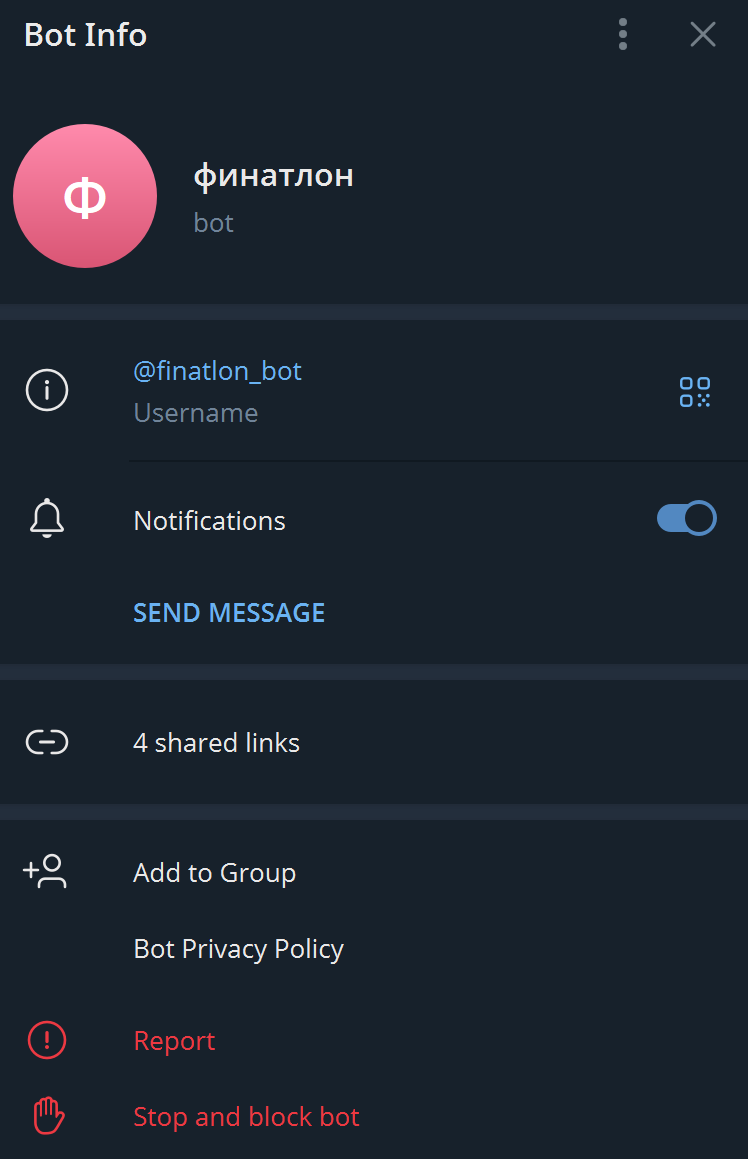 Bot Info
Ф
финатлон
bot
@finatlon_bot
Username
Notifications
SEND MESSAGE
4 shared links
Add to Group
Bot Privacy Policy
Report
Stop and block bot